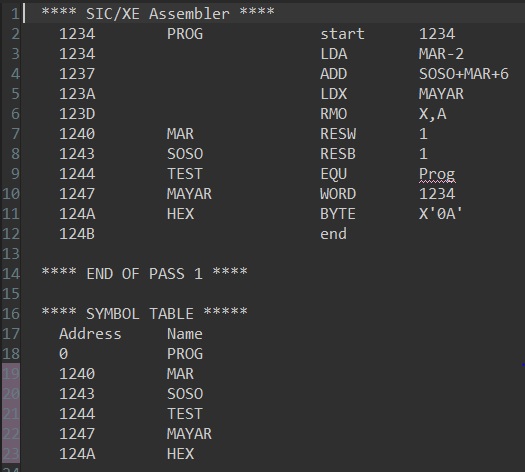 1 **** SIC/XE Assembler ****
2 1234 PROG start 1234
3 1234 LDA MAR-2
4 1237 ADD SOSO+MAR+6
5 123A LDX MAYAR
6 123D RMO X,A
7 1240 MAR RESW 1
8 1243 SOSO RESB 1
9 1244 TEST EQU Prog
10 1247 MAYAR WORD 1234
11 124A HEX BYTE X'0A'
12 124B end
13
14 **** END OF PASS 1 ****
15
16 **** SYMBOL TABLE *****
17 Address Name
18 0 PROG
19 1240 MAR
20 1243 SOSO
21 1244 TEST
22 1247 MAYAR
23 124A HEX